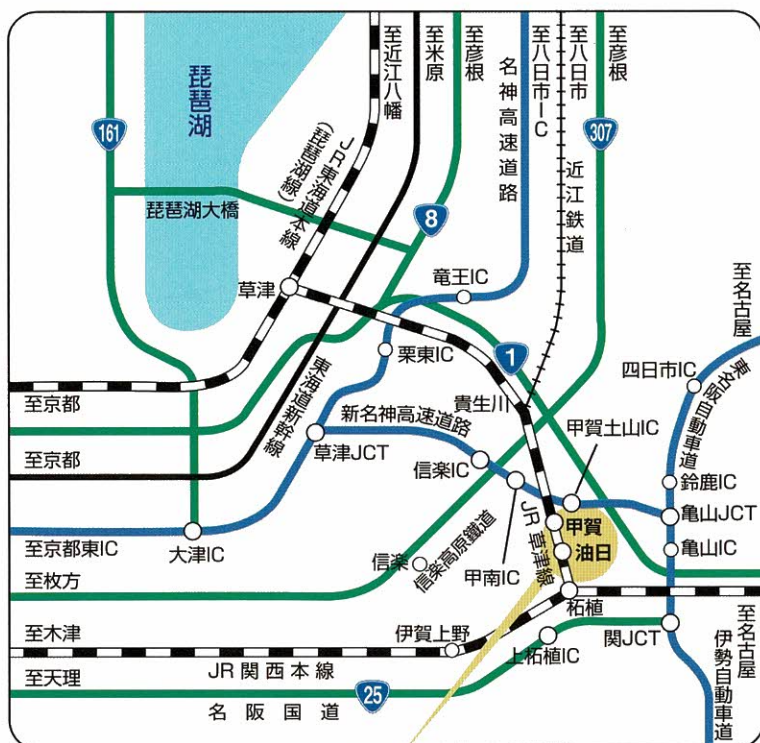 至近江八幡
至米原
至彦根
名神高速道路
至八日市IC
至八日市
至彦根
琵琶湖
161
307
JR東海道本線
(琵琶湖線)
近江鉄道
琵琶湖大橋
8
草津
竜王IC
至名古屋
栗東IC
1
四日市IC
東名阪自動車道
至京都
東海道新幹線
貴生川
新名神高速道路
甲賀土山IC
草津JCT
至京都
信楽IC
鈴鹿IC
亀山JCT
至京都東IC
大津IC
JR草津線
甲賀
油日
亀山IC
信楽
信楽高原鐵道
甲南IC
至枚方
柘植
至木津
伊賀上野
上柘植IC
関JCT
至名古屋
JR関西本線
至天理
25
名阪国道
伊勢自動車道